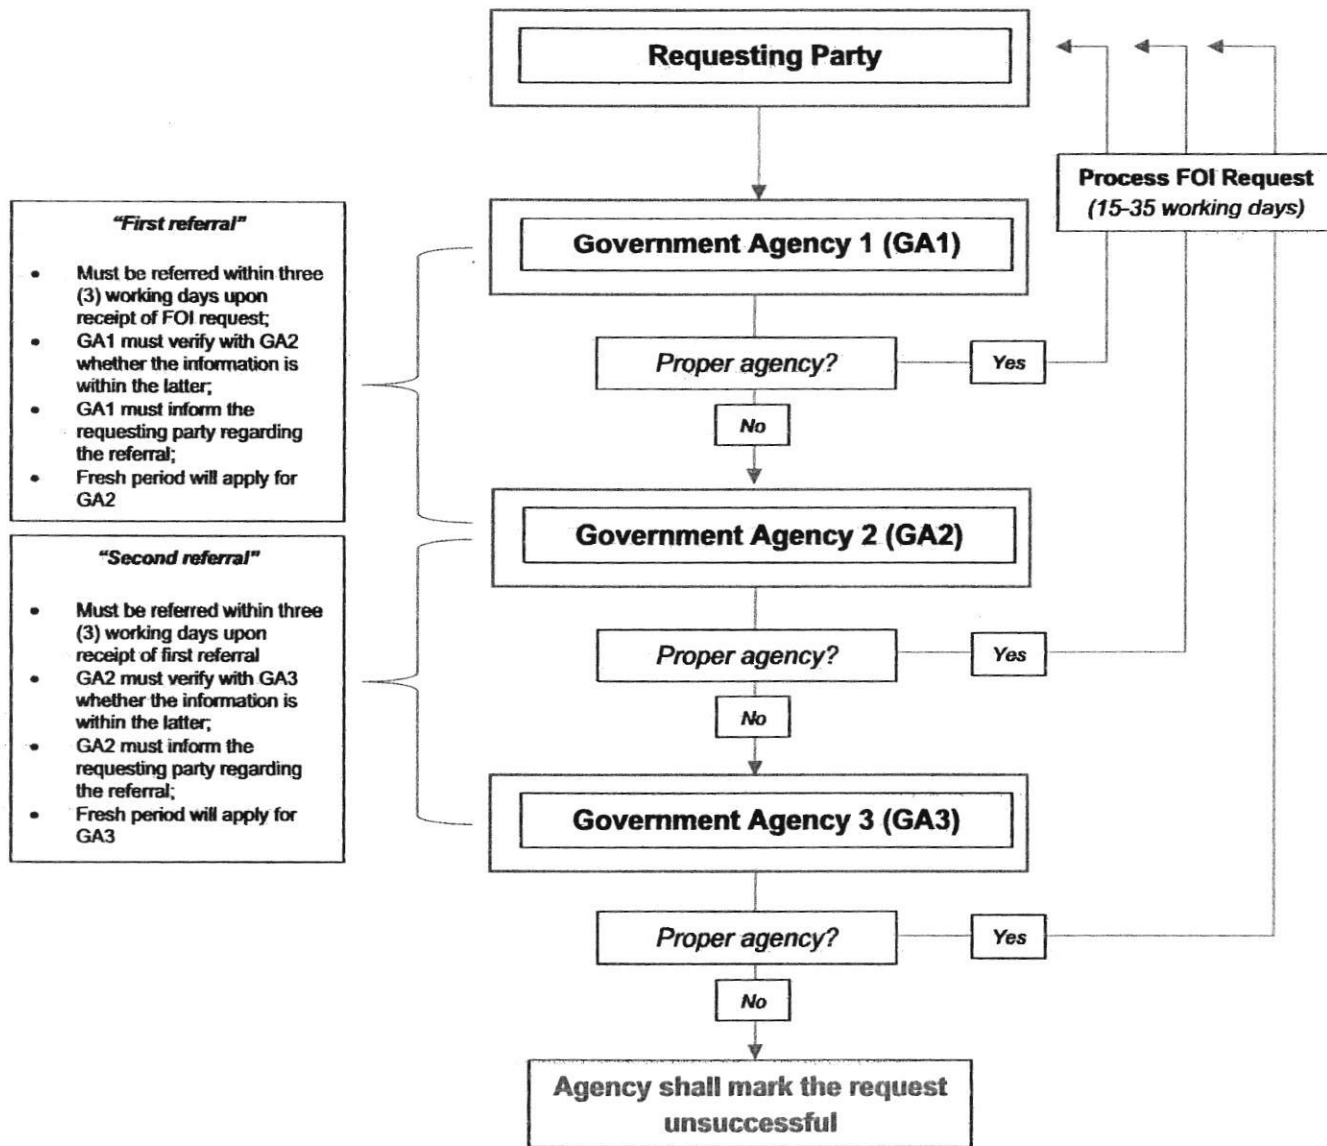 Requesting Party
Process FOI Request
(15-35 working days)
"First referral"
• Must be referred within three
(3) working days upon
receipt of FOI request;
• GA1 must verify with GA2
whether the information is
within the latter;
• GA1 must inform the
requesting party regarding
the referral;
• Fresh period will apply for
GA2
Government Agency 1 (GA1)
Proper agency?
Yes
No
Government Agency 2 (GA2)
"Second referral"
• Must be referred within three
(3) working days upon
receipt of first referral
• GA2 must verify with GA3
whether the information is
within the latter;
• GA2 must inform the
requesting party regarding
the referral;
• Fresh period will apply for
GA3
Proper agency?
Yes
No
Government Agency 3 (GA3)
Proper agency?
Yes
No
Agency shall mark the request
unsuccessful